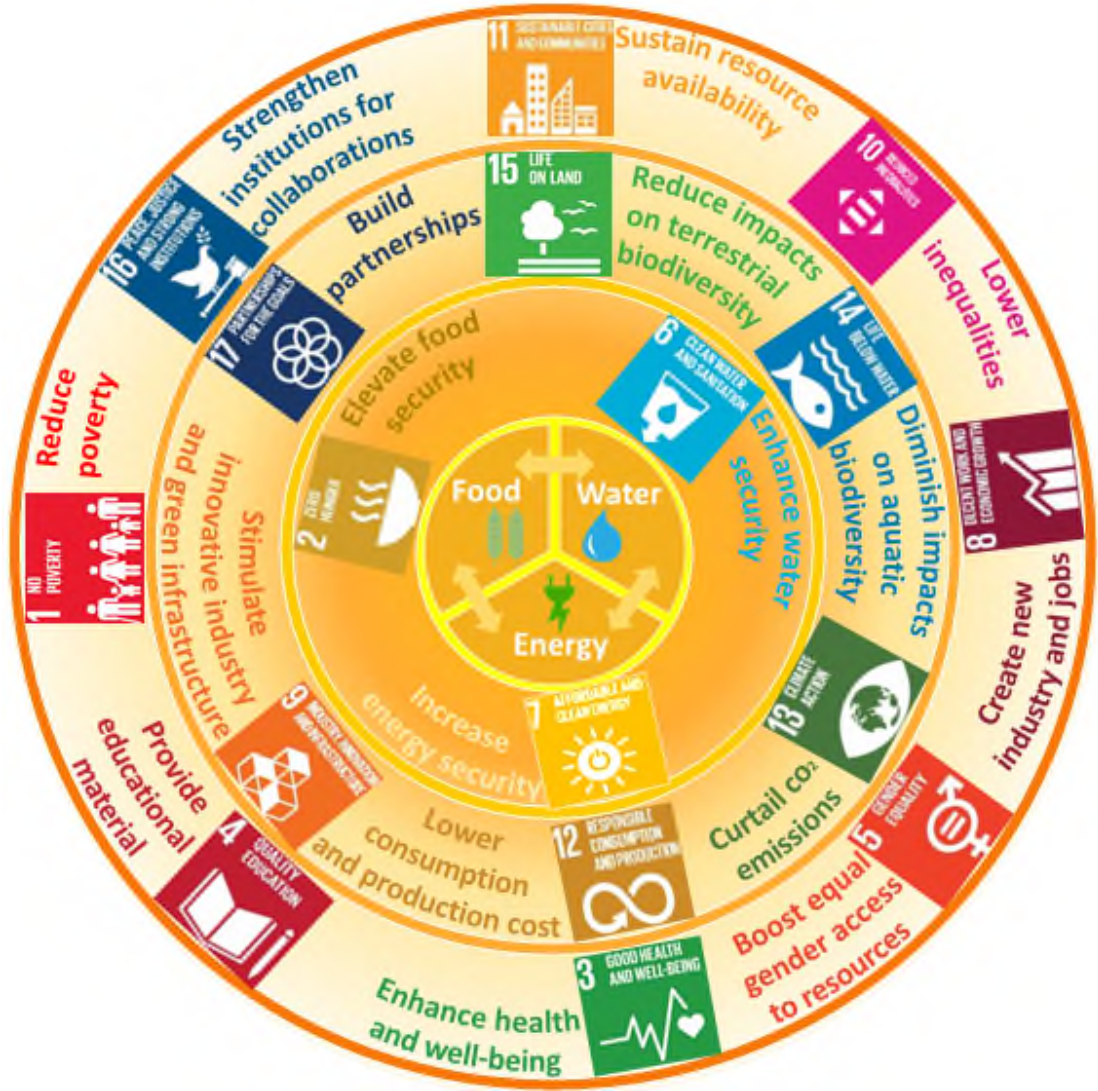 11 SUSTAINABLE CITIES
AND COMMUNITIES
Sustain resource
availability
10 REDUCED
INEQUALITIES
Lower
inequalities
8 DECENT WORK AND
ECONOMIC GROWTH
Create new
industry and jobs
5 GENDER
EQUALITY
Boost equal
gender access
to resources
3 GOOD HEALTH
AND WELL-BEING
Enhance health
and well-being
4 QUALITY
EDUCATION
Provide
educational
material
1 NO
POVERTY
Reduce
poverty
16 PEACE, JUSTICE
AND STRONG
INSTITUTIONS
Strengthen
institutions for
collaborations
15 LIFE
ON LAND
Reduce impacts
on terrestrial
biodiversity
14 LIFE
BELOW WATER
Diminish impacts
on aquatic
biodiversity
13 CLIMATE
ACTION
Curtail co₂
emissions
12 RESPONSIBLE
CONSUMPTION
AND PRODUCTION
Lower
consumption
and production cost
9 INDUSTRY, INNOVATION
AND INFRASTRUCTURE
Stimulate
innovative industry
and green infrastructure
17 PARTNERSHIPS
FOR THE GOALS
Build
partnerships
6 CLEAN WATER
AND SANISATION
Enhance water
security
7 AFFORDABLE AND
CLEAN ENERGY
Increase
energy security
2 ZERO
HUNGER
Elevate food
security
Food
Water
Energy